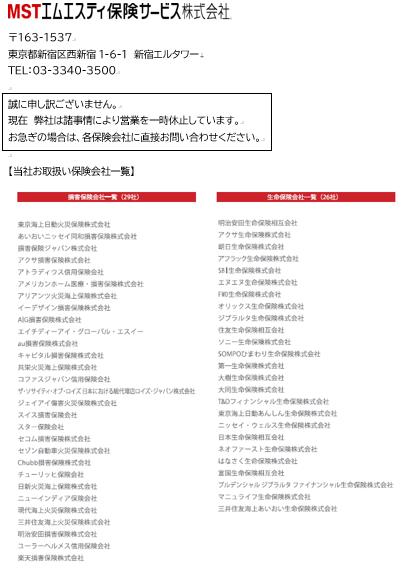 MSTエムエスティ保険サービス株式会社
〒163-1537
東京都新宿区西新宿1-6-1 新宿エルタワー
TEL:03-3340-3500
誠に申し訳ございません。
現在 弊社は諸事情により営業を一時休止しています。
お急ぎの場合は、各保険会社に直接お問い合わせください。
【当社お取扱い保険会社一覧】
損害保険会社一覧（29社）
東京海上日動火災保険株式会社
あいおいニッセイ同和損害保険株式会社
損害保険ジャパン株式会社
アクサ損害保険株式会社
アトラディウス信用保険会社
アメリカンホーム医療・損害保険株式会社
アリアンツ火災海上保険株式会社
イーデザイン損害保険株式会社
AIG損害保険株式会社
エイチディーアイ・グローバル・エスイー
au損害保険株式会社
キャピタル損害保険株式会社
共栄火災海上保険株式会社
コファスジャパン信用保険会社
ザ・ソサイティ・オブ・ロイズ 日本における総代理店ロイズ・ジャパン株式会社
ジェイアイ傷害火災保険株式会社
スイス損害保険会社
スター保険会社
セコム損害保険株式会社
セゾン自動車火災保険株式会社
Chubb損害保険株式会社
チューリッヒ保険会社
日新火災海上保険株式会社
ニューインディア保険会社
現代海上火災保険株式会社
三井住友海上火災保険株式会社
明治安田損害保険株式会社
ユーラーヘルメス信用保険会社
楽天損害保険株式会社
生命保険会社一覧（26社）
明治安田生命保険相互会社
アクサ生命保険株式会社
朝日生命保険相互会社
アフラック生命保険株式会社
SBI生命保険株式会社
エヌエヌ生命保険株式会社
FWD生命保険株式会社
オリックス生命保険株式会社
ジブラルタ生命保険株式会社
住友生命保険相互会社
ソニー生命保険株式会社
SOMPOひまわり生命保険株式会社
第一生命保険株式会社
大樹生命保険株式会社
大同生命保険株式会社
T&Dフィナンシャル生命保険株式会社
東京海上日動あんしん生命保険株式会社
ニッセイ・ウェルス生命保険株式会社
日本生命保険相互会社
ネオファースト生命保険株式会社
はなさく生命保険株式会社
富国生命保険相互会社
プルデンシャル ジブラルタ ファイナンシャル生命保険株式会社
マニュライフ生命保険株式会社
三井住友海上あいおい生命保険株式会社